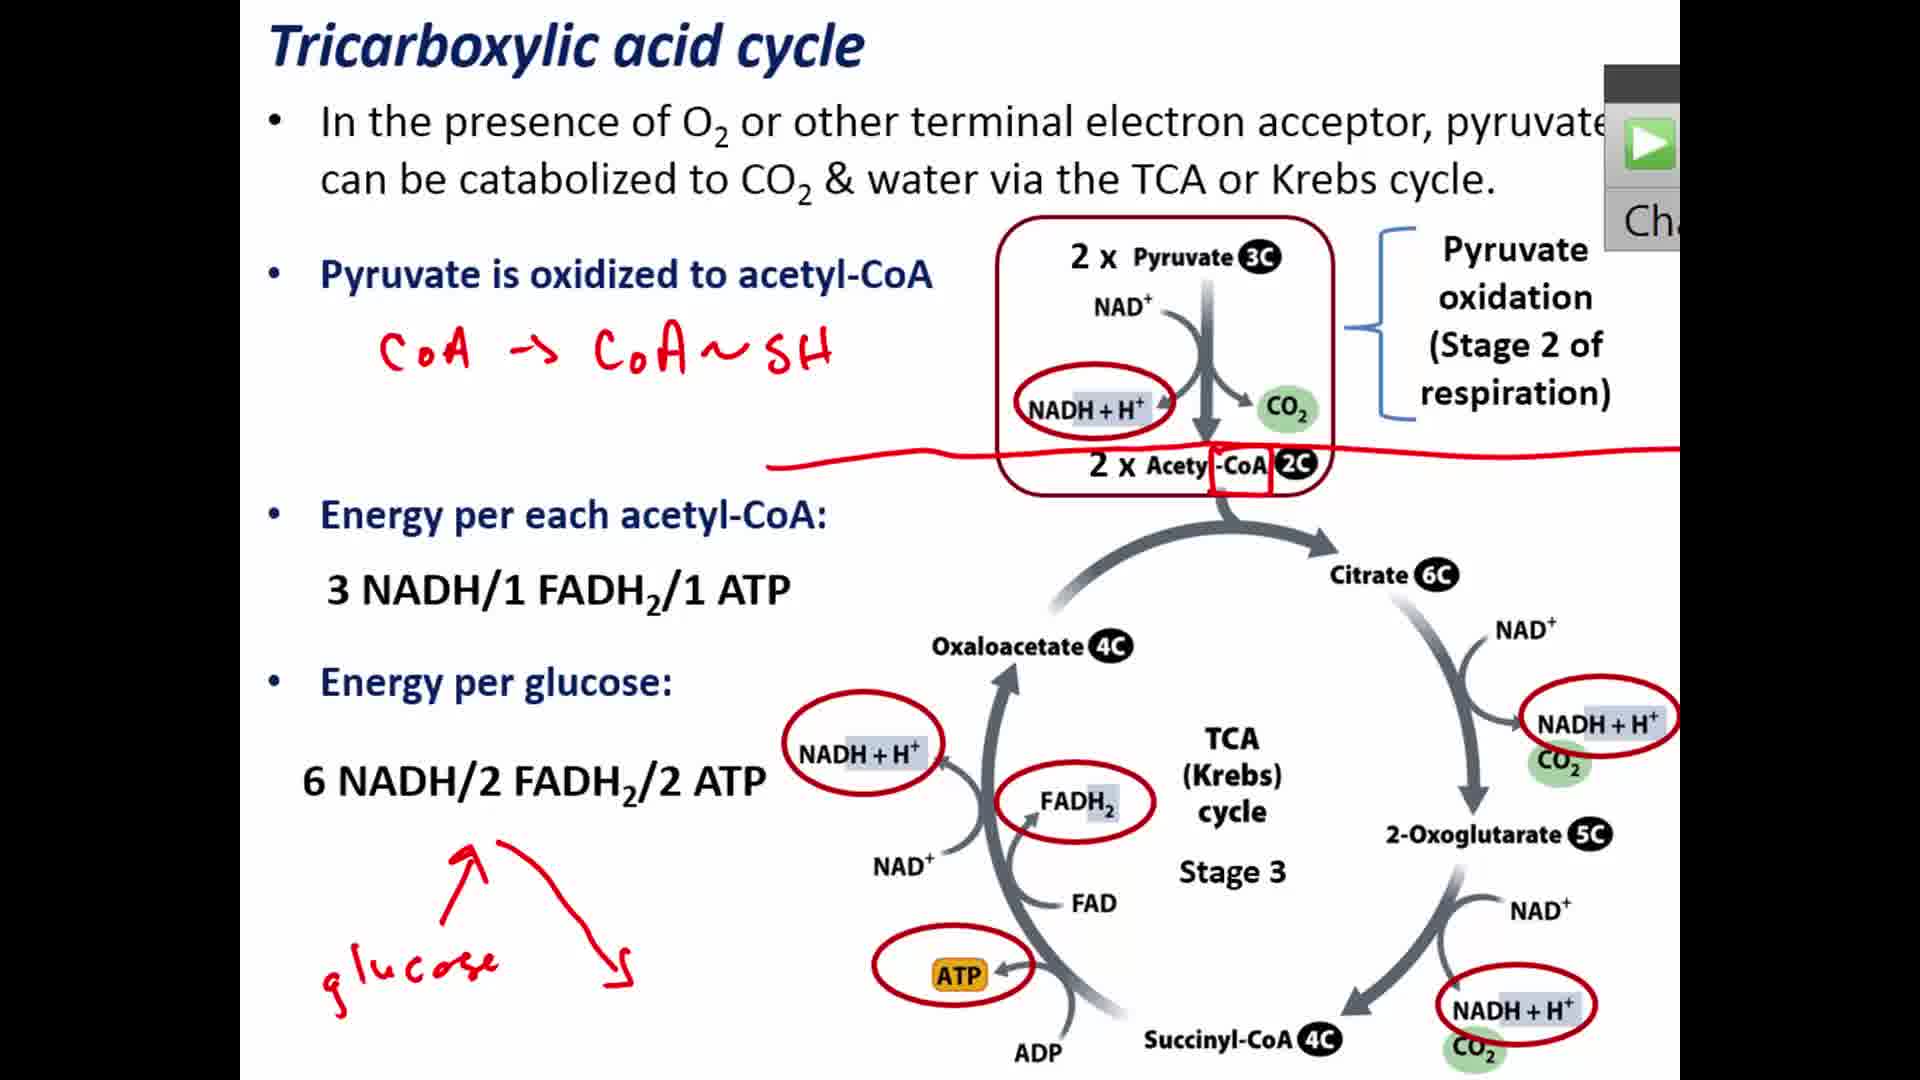 Tricarboxylic acid cycle
• In the presence of O₂ or other terminal electron acceptor, pyruvate
can be catabolized to CO₂ & water via the TCA or Krebs cycle.
• Pyruvate is oxidized to acetyl-CoA
CoA → CoA ~ SH
• Energy per each acetyl-CoA:
3 NADH/1 FADH₂/1 ATP
• Energy per glucose:
6 NADH/2 FADH₂/2 ATP
glucose
2 x Pyruvate 3C
NAD⁺
NADH + H⁺
CO₂
2 x Acety -CoA 2C
Pyruvate
oxidation
(Stage 2 of
respiration)
Citrate 6C
NAD⁺
NADH + H⁺
CO₂
2-Oxoglutarate 5C
NAD⁺
NADH + H⁺
CO₂
Succinyl-CoA 4C
ADP
ATP
FAD
FADH₂
NAD⁺
NADH + H⁺
Oxaloacetate 4C
TCA
(Krebs)
cycle
Stage 3